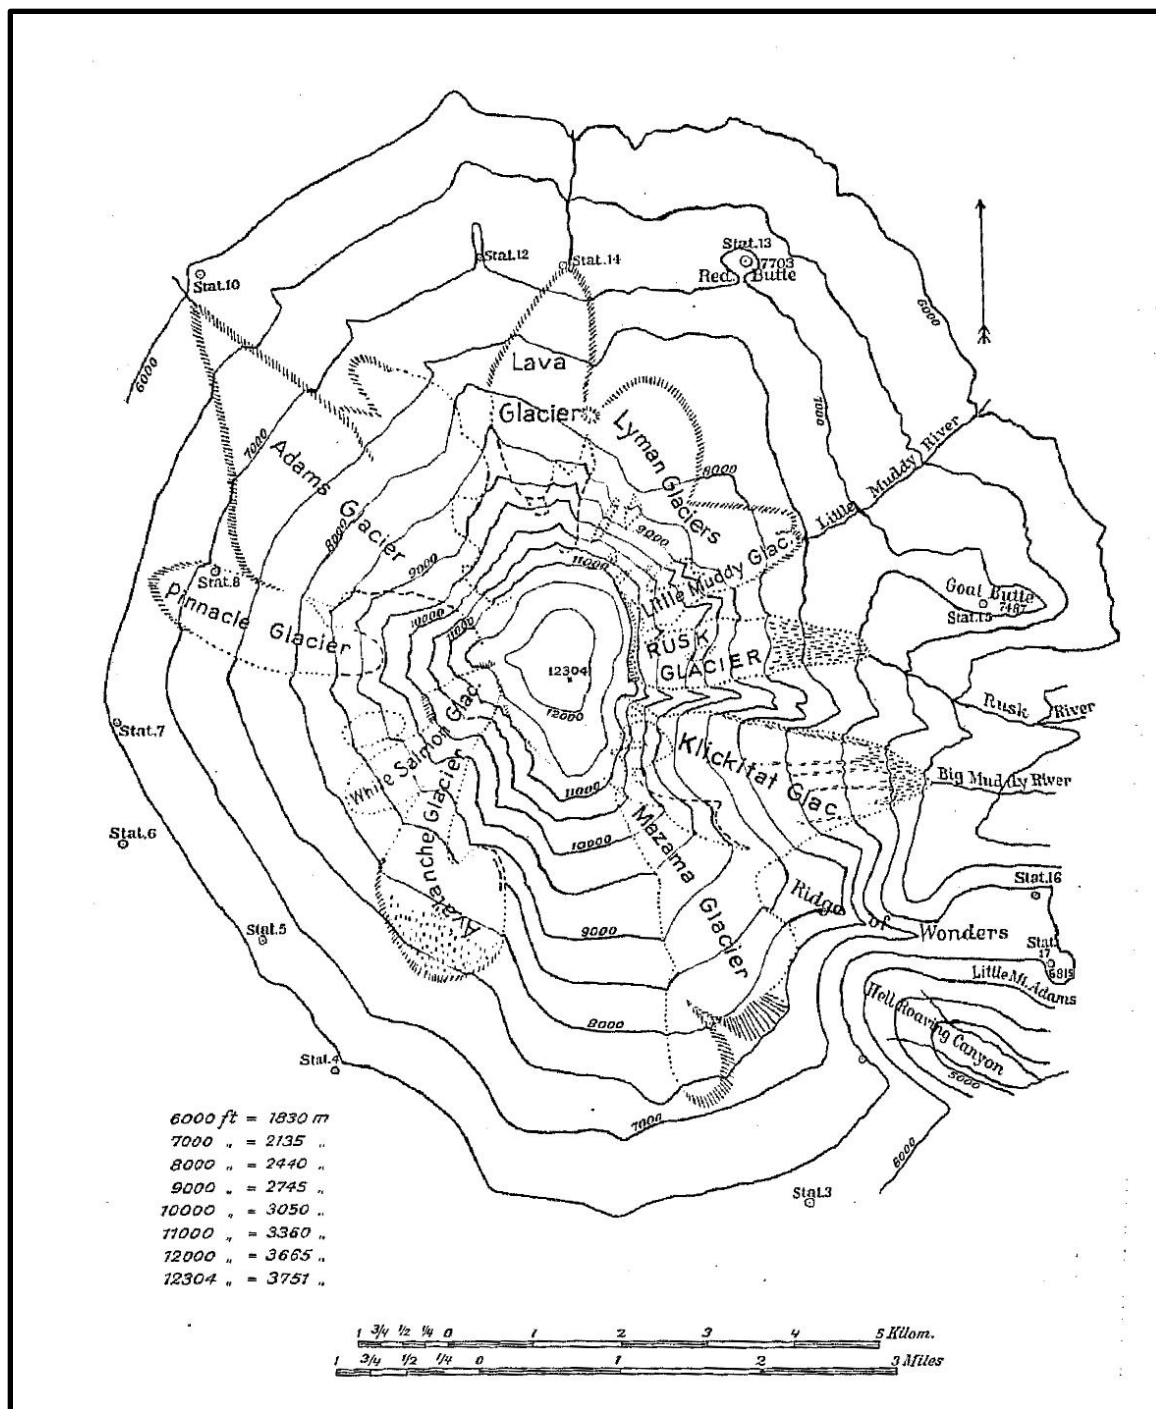 Stat.13
7703
Red. Butte
Stat.12
Stat.14
Stat.10
6000
6000
Lava
Glacier
Lyman Glaciers
7000
7000
Adams Glacier
8000
8000
Little Muddy River
9000
9000
Little Muddy Glac.
11000
Stat.8
Pinnacle Glacier
10000
11000
Goat Butte
7487
Stat.15
RUSK
GLACIER
12304
12000
Rusk River
Stat.7
White Salmon Glac.
Klickitat Glac.
Big Muddy River
11000
Stat.6
Avalanche Glacier
10000
Mazama Glacier
Ridge of Wonders
Stat.16
Stat.5
9000
Stat.
17
6915
Little Mt. Adams
Hell Roaring Canyon
8000
Stat.4
5000
7000
6000
Stat.3
6000 ft = 1830 m
7000 „ = 2135 „
8000 „ = 2440 „
9000 „ = 2745 „
10000 „ = 3050 „
11000 „ = 3360 „
12000 „ = 3665 „
12304 „ = 3751 „
1 3/4 1/2 1/4 0 1 2 3 4 5 Kilom.
1 3/4 1/2 1/4 0 1 2 3 Miles